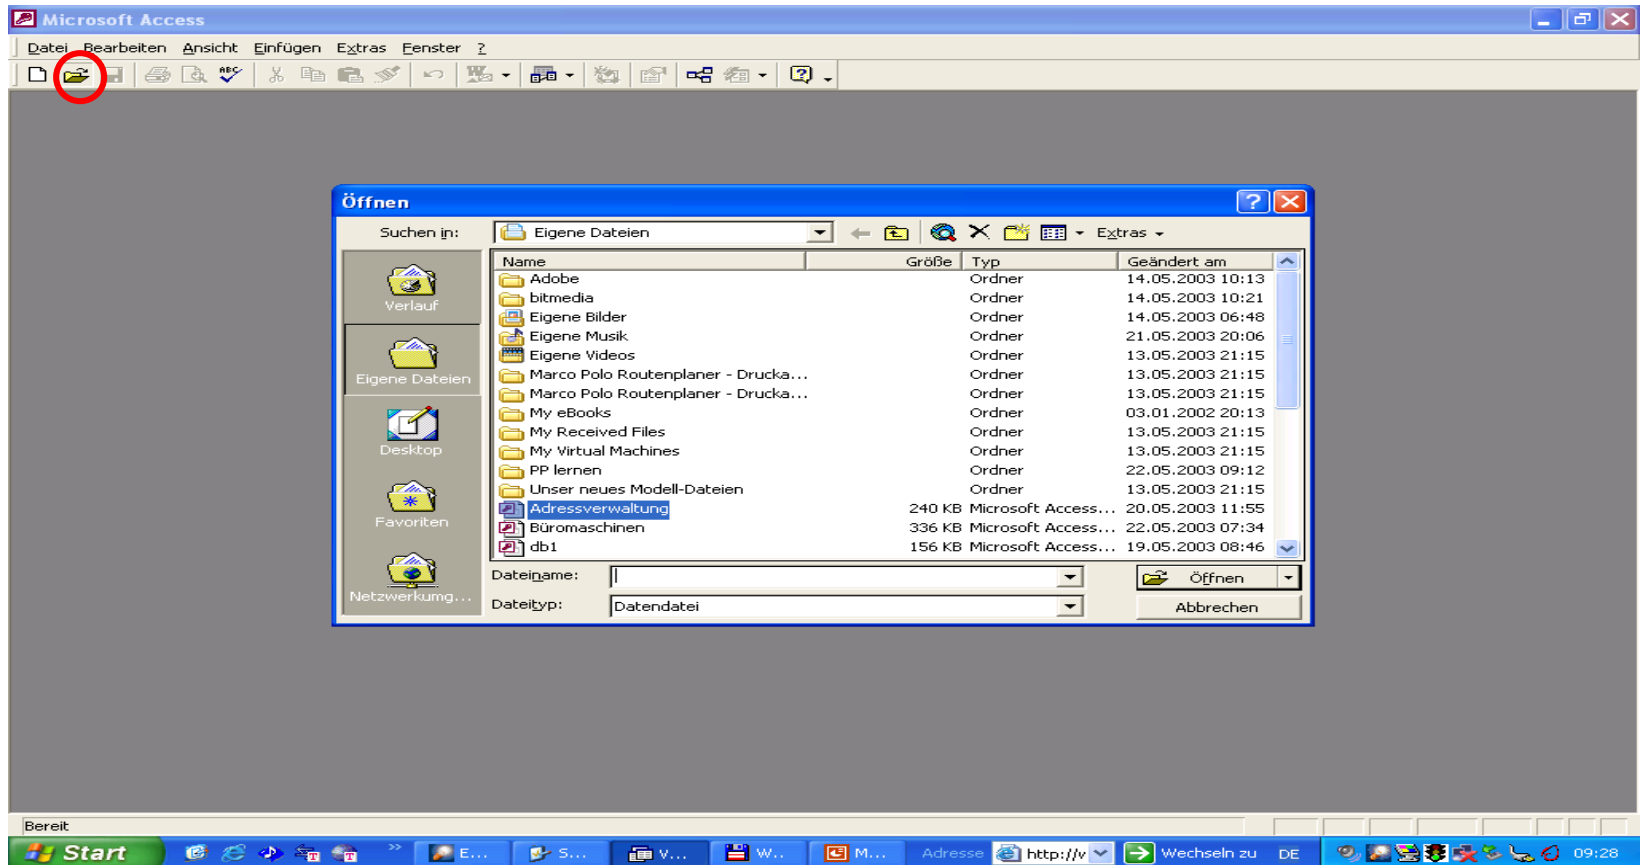 Microsoft Access
Datei Bearbeiten Ansicht Einfügen Extras Fenster ?
ABC
Öffnen
Suchen in: Eigene Dateien Extras
Name Größe Typ Geändert am
Adobe Ordner 14.05.2003 10:13
bitmedia Ordner 14.05.2003 10:21
Eigene Bilder Ordner 14.05.2003 06:48
Eigene Musik Ordner 21.05.2003 20:06
Eigene Videos Ordner 13.05.2003 21:15
Marco Polo Routenplaner - Drucka... Ordner 13.05.2003 21:15
Marco Polo Routenplaner - Drucka... Ordner 13.05.2003 21:15
My eBooks Ordner 03.01.2002 20:13
My Received Files Ordner 13.05.2003 21:15
My Virtual Machines Ordner 13.05.2003 21:15
PP lernen Ordner 22.05.2003 09:12
Unser neues Modell-Dateien Ordner 13.05.2003 21:15
Adressverwaltung 240 KB Microsoft Access... 20.05.2003 11:55
Büromaschinen 336 KB Microsoft Access... 22.05.2003 07:34
db1 156 KB Microsoft Access... 19.05.2003 08:46
Verlauf
Eigene Dateien
Desktop
Favoriten
Netzwerkumg...
Dateiname: Öffnen
Dateityp: Datendatei Abbrechen
Bereit
Start E... S... V... W... M... Adresse http://v Wechseln zu DE 09:28